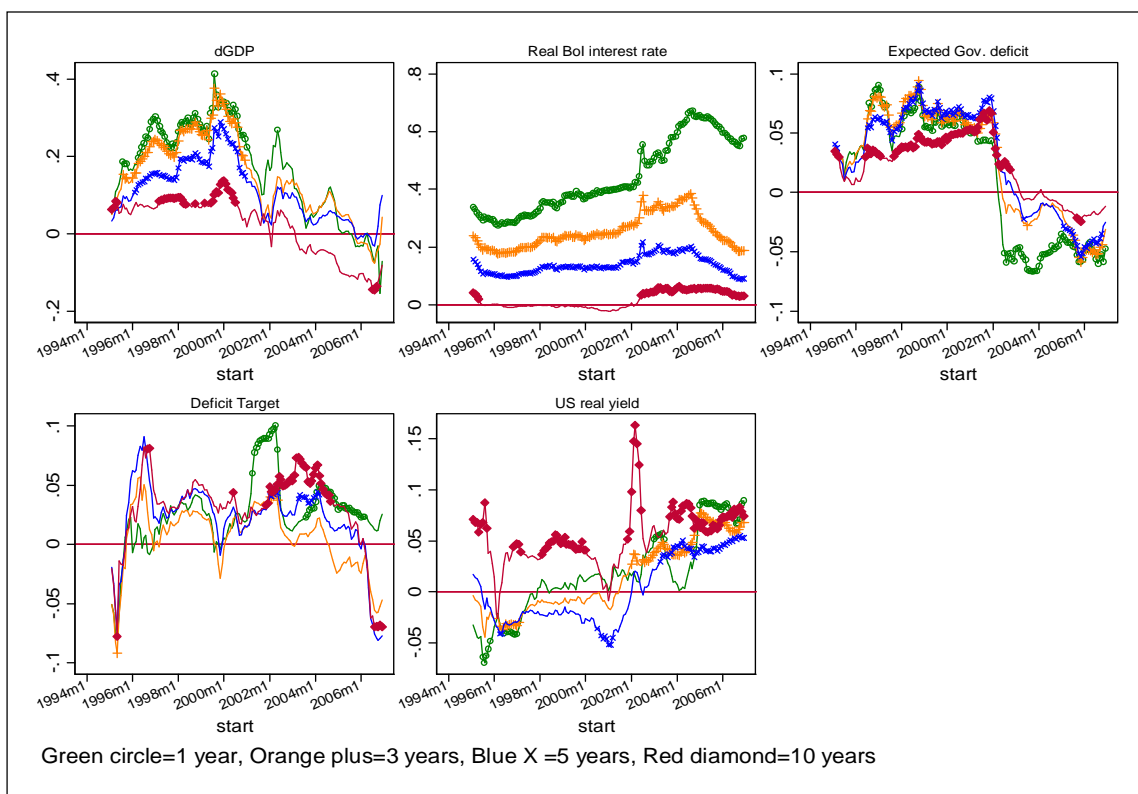 dGDP
.4
.2
0
-.2
1994m1 1996m1 1998m1 2000m1 2002m1 2004m1 2006m1
start
Real BoI interest rate
.8
.6
.4
.2
0
1994m1 1996m1 1998m1 2000m1 2002m1 2004m1 2006m1
start
Expected Gov. deficit
.1
.05
0
-.05
-.1
1994m1 1996m1 1998m1 2000m1 2002m1 2004m1 2006m1
start
Deficit Target
.1
.05
0
-.05
-.1
1994m1 1996m1 1998m1 2000m1 2002m1 2004m1 2006m1
start
US real yield
.15
.1
.05
0
-.05
1994m1 1996m1 1998m1 2000m1 2002m1 2004m1 2006m1
start
Green circle=1 year, Orange plus=3 years, Blue X =5 years, Red diamond=10 years